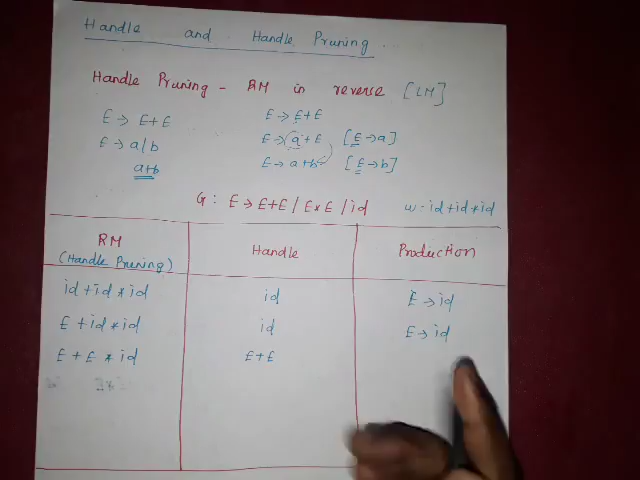 Handle and Handle Pruning ...
Handle Pruning - RM in reverse [LM]
E → E+E E → E+E
E → a/b E → a + E [E → a]
a+b E → a+b [E → b]
G: E → E+E / E*E / id w - id+id*id
RM Handle Production
(Handle Pruning)
id+id*id id E → id
E+id*id id E → id
E+E*id E+E